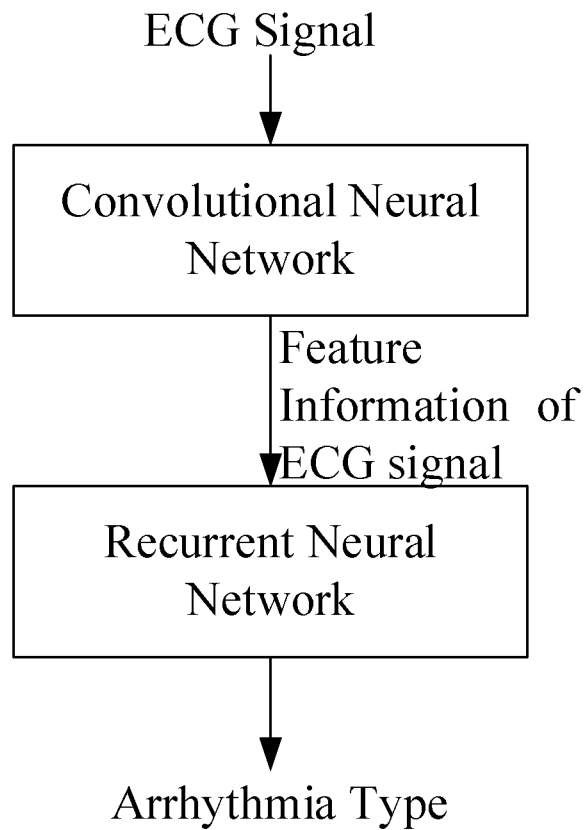 ECG Signal
Convolutional Neural
Network
Feature
Information of
ECG signal
Recurrent Neural
Network
Arrhythmia Type